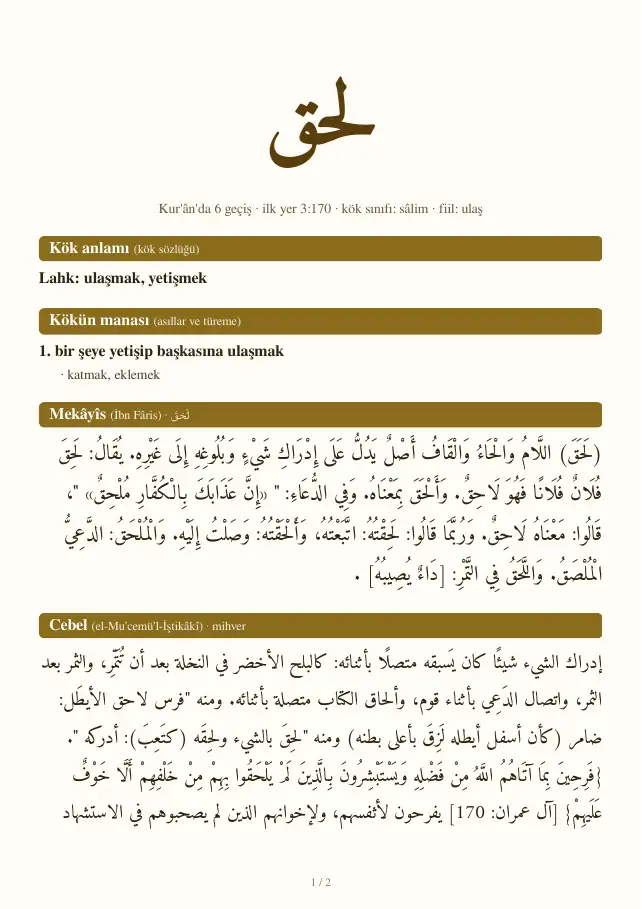 لحق
Kur'ân'da 6 geçiş · ilk yer 3:170 · kök sınıfı: sâlim · fiil: ulaş
Kök anlamı (kök sözlüğü)
Lahk: ulaşmak, yetişmek
Kökün manası (asıllar ve türeme)
1. bir şeye yetişip başkasına ulaşmak
· katmak, eklemek
Mekâyîs (İbn Fâris) · لَحَقَ
(لَحَقَ) اللَّامُ وَالْحَاءُ وَالْقَافُ أَصْلٌ يَدُلُّ عَلَى إِدْرَاكِ شَيْءٍ وَبُلُوغِهِ إِلَى غَيْرِهِ. يُقَالُ: لَحِقَ
فُلَانٌ فُلَانًا فَهُوَ لَاحِقٌ. وَأَلْحَقَ بِمَعْنَاهُ. وَفِي الدُّعَاءِ: " «إِنَّ عَذَابَكَ بِالْكُفَّارِ مُلْحِقٌ» "،
قَالُوا: مَعْنَاهُ لَاحِقٌ. وَرُبَّمَا قَالُوا: لَحِقْتُهُ: اتَّبَعْتُهُ، وَأَلْحَقْتُهُ: وَصَلْتُ إِلَيْهِ. وَالْمُلْحَقُ: الدَّعِيُّ
الْمُلْصَقُ. وَاللَّحَقُ فِي التَّمْرِ: [دَاءٌ يُصِيبُهُ] .
Cebel (el-Mu'cemü'l-İştikâkî) · mihver
إدراك الشيء شيئًا كان يَسبقه متصلًا بأثنائه: كالبلح الأخضر في النخلة بعد أن تُتَمِّر، والثمر بعد
الثمر، واتصال الدَعِي بأثناء قوم، وألحاق الكتاب متصلة بأثنائه. ومنه "فرس لاحق الأيطَل:
ضامر (كأن أسفل أيطله لَزِقَ بأعلى بطنه) ومنه "لحِقَ بالشيء ولحِقَه (كتَعِبَ): أدركه ".
{فَرِحِينَ بِمَا آتَاهُمُ اللَّهُ مِنْ فَضْلِهِ وَيَسْتَبْشِرُونَ بِالَّذِينَ لَمْ يَلْحَقُوا بِهِمْ مِنْ خَلْفِهِمْ أَلَّا خَوْفٌ
عَلَيْهِمْ} [آل عمران: 170] يفرحون لأنفسهم، ولإخوانهم الذين لم يصحبوهم في الاستشهاد
1 / 2